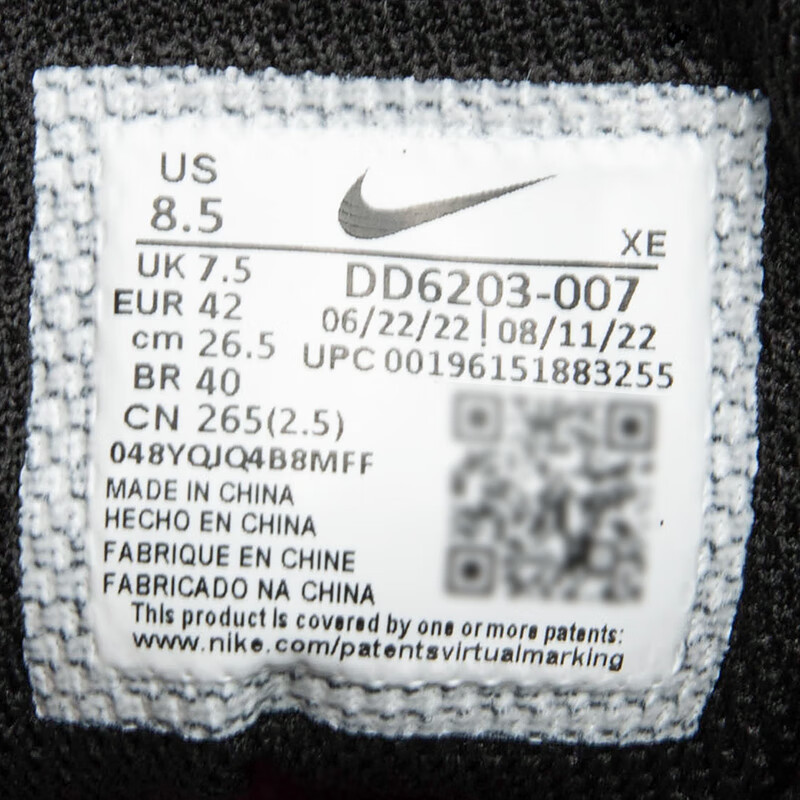 US
8.5
XE
UK 7.5
DD6203-007
EUR 42
06/22/22 | 08/11/22
cm 26.5
UPC 00196151883255
BR 40
CN 265(2.5)
048YQJQ4B8MFF
MADE IN CHINA
HECHO EN CHINA
FABRIQUE EN CHINE
FABRICADO NA CHINA
This product is covered by one or more patents:
www.nike.com/patentsvirtualmarking